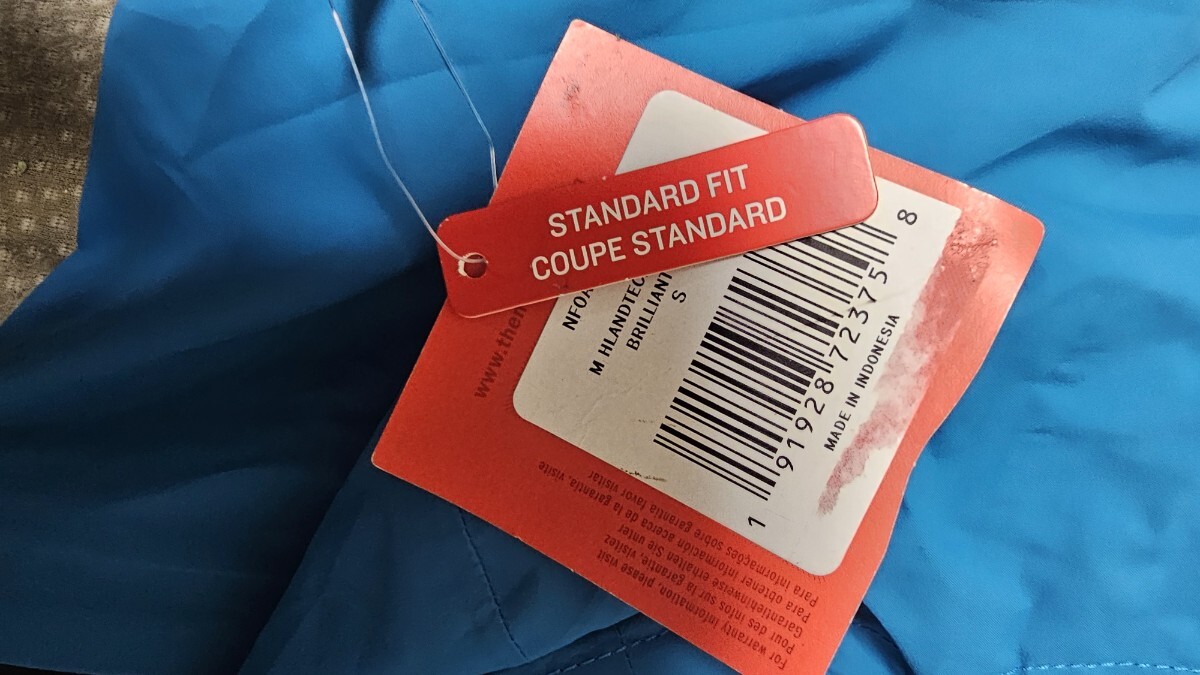 STANDARD FIT
COUPE STANDARD
www.then
M HLANDTEC
BRILLIANT
S
1 91928 72375 8
MADE IN INDONESIA
For warranty information, please visit
Pour des infos sur la garantie, visitez
Garantiehinweise erhalten Sie unter
Para obtener información acerca de la garantía, visite
Para informações sobre garantia favor visitar